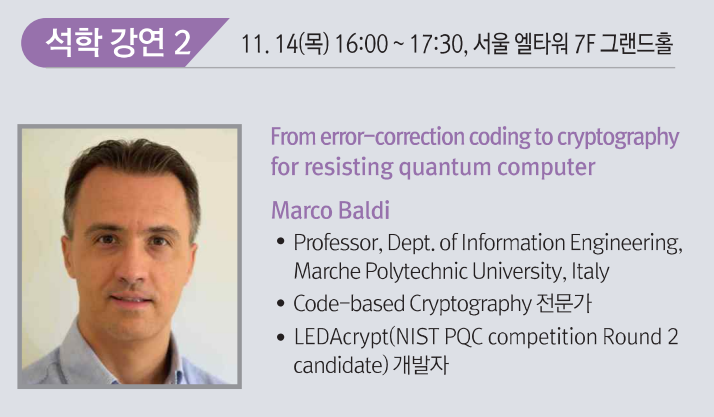 석학 강연 2
11. 14(목) 16:00 ~ 17:30, 서울 엘타워 7F 그랜드홀
From error-correction coding to cryptography
for resisting quantum computer
Marco Baldi
• Professor, Dept. of Information Engineering,
Marche Polytechnic University, Italy
• Code-based Cryptography 전문가
• LEDAcrypt(NIST PQC competition Round 2
candidate) 개발자